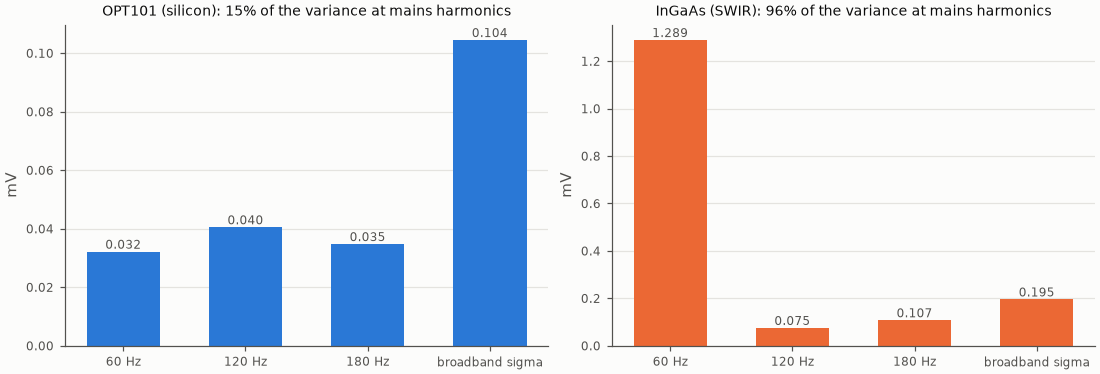 OPT101 (silicon): 15% of the variance at mains harmonics
mV
0.10
0.08
0.06
0.04
0.02
0.00
0.032
0.040
0.035
0.104
60 Hz
120 Hz
180 Hz
broadband sigma
InGaAs (SWIR): 96% of the variance at mains harmonics
mV
1.2
1.0
0.8
0.6
0.4
0.2
0.0
1.289
0.075
0.107
0.195
60 Hz
120 Hz
180 Hz
broadband sigma